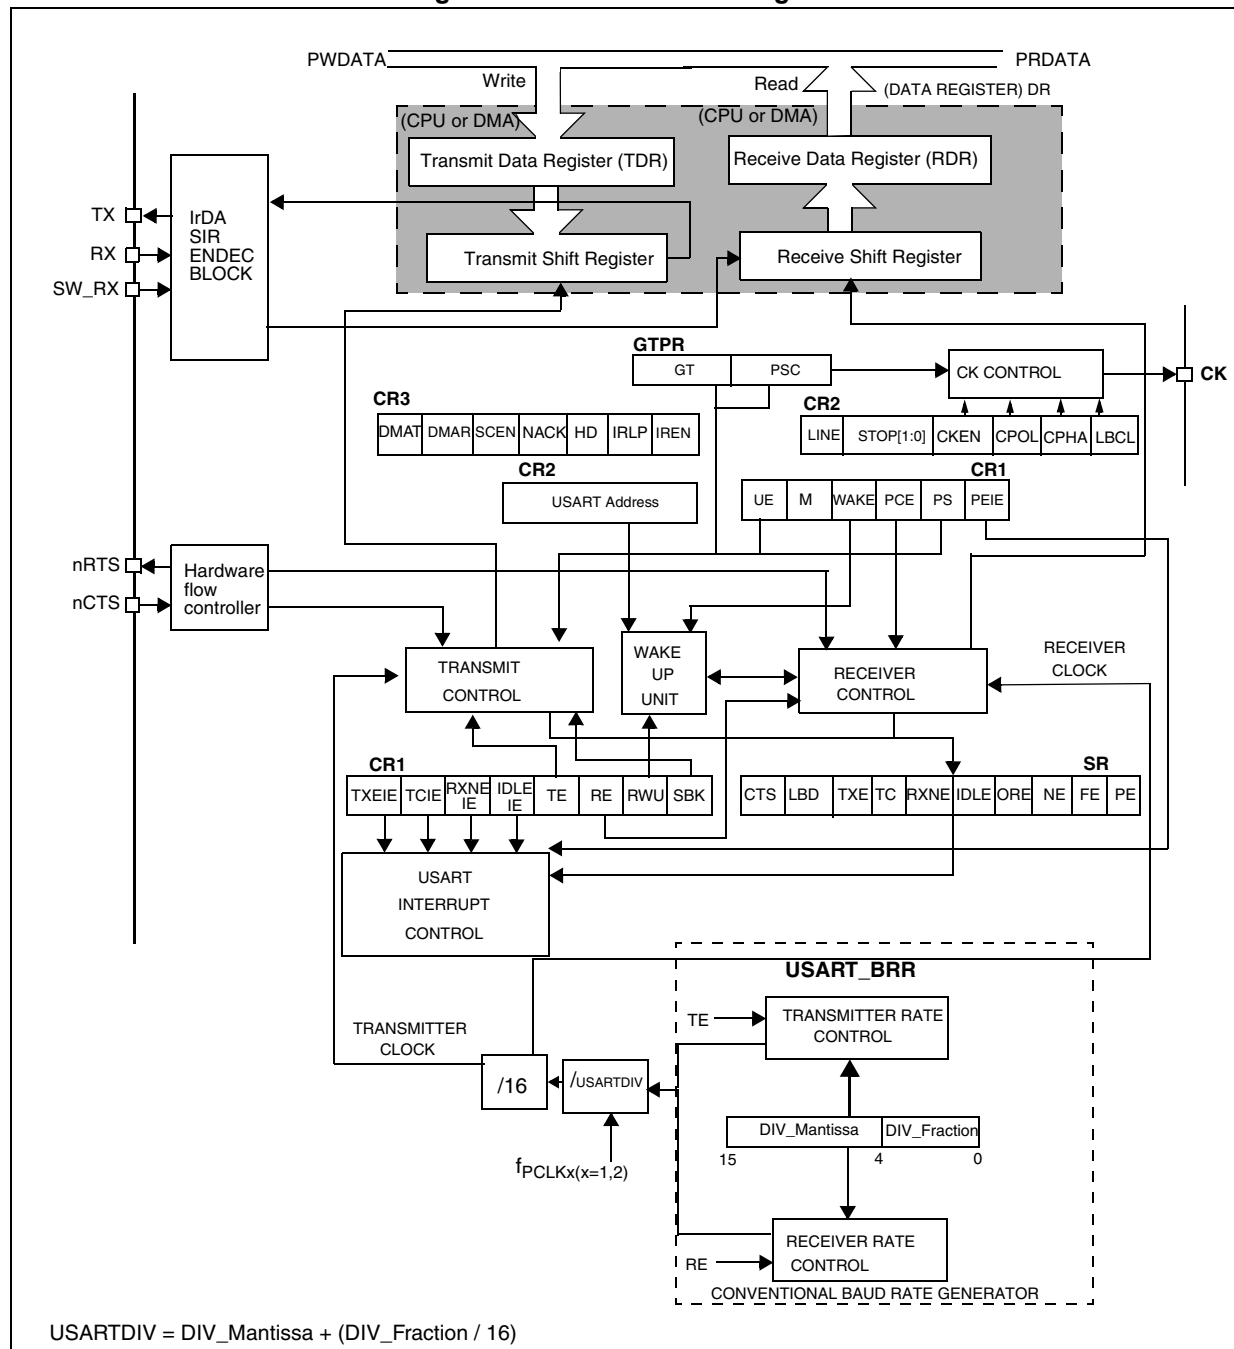 PWDATA
PRDATA
Write
Read
(DATA REGISTER) DR
(CPU or DMA)
(CPU or DMA)
Transmit Data Register (TDR)
Receive Data Register (RDR)
TX
RX
SW_RX
IrDA
SIR
ENDEC
BLOCK
Transmit Shift Register
Receive Shift Register
GTPR
GT
PSC
CK CONTROL
CK
CR3
DMAT
DMAR
SCEN
NACK
HD
IRLP
IREN
CR2
LINE
STOP[1:0]
CKEN
CPOL
CPHA
LBCL
CR2
USART Address
CR1
UE
M
WAKE
PCE
PS
PEIE
nRTS
nCTS
Hardware
flow
controller
TRANSMIT
CONTROL
WAKE
UP
UNIT
RECEIVER
CONTROL
RECEIVER
CLOCK
CR1
TXEIE
TCIE
RXNE
IE
IDLE
IE
TE
RE
RWU
SBK
SR
CTS
LBD
TXE
TC
RXNE
IDLE
ORE
NE
FE
PE
USART
INTERRUPT
CONTROL
USART_BRR
TE
TRANSMITTER RATE
CONTROL
TRANSMITTER
CLOCK
/16
/USARTDIV
fPCLKx(x=1,2)
DIV_Mantissa
DIV_Fraction
15
4
0
RE
RECEIVER RATE
CONTROL
CONVENTIONAL BAUD RATE GENERATOR
USARTDIV = DIV_Mantissa + (DIV_Fraction / 16)